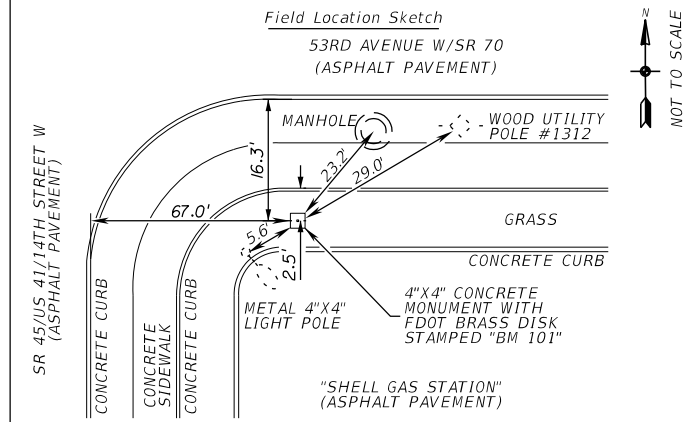 Field Location Sketch
53RD AVENUE W/SR 70
(ASPHALT PAVEMENT)
N
NOT TO SCALE
MANHOLE
WOOD UTILITY
POLE #1312
16.3'
23.2'
29.0'
67.0'
5.6'
2.5'
GRASS
CONCRETE CURB
SR 45/US 41/14TH STREET W
(ASPHALT PAVEMENT)
METAL 4"X4"
LIGHT POLE
4"X4" CONCRETE
MONUMENT WITH
FDOT BRASS DISK
STAMPED "BM 101"
CONCRETE CURB
CONCRETE
SIDEWALK
CONCRETE CURB
"SHELL GAS STATION"
(ASPHALT PAVEMENT)